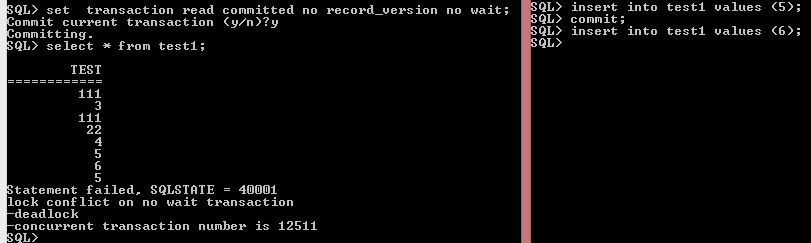 SQL> set  transaction read committed no record_version no wait;
Commit current transaction (y/n)?y
Committing.
SQL> select * from test1;
TEST
============
111
3
111
22
4
5
6
5
Statement failed, SQLSTATE = 40001
lock conflict on no wait transaction
-deadlock
-concurrent transaction number is 12511
SQL>
SQL> insert into test1 values (5);
SQL> commit;
SQL> insert into test1 values (6);
SQL>